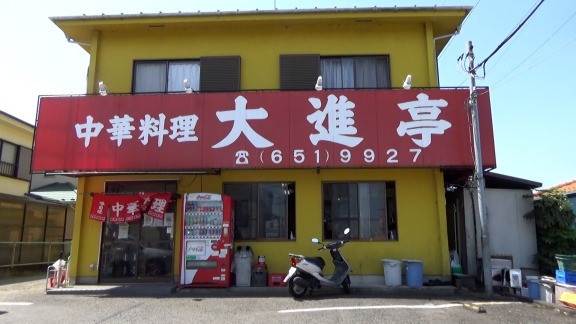 中華料理 大進亭
☎(651)9927
中華料理
Coca-Cola